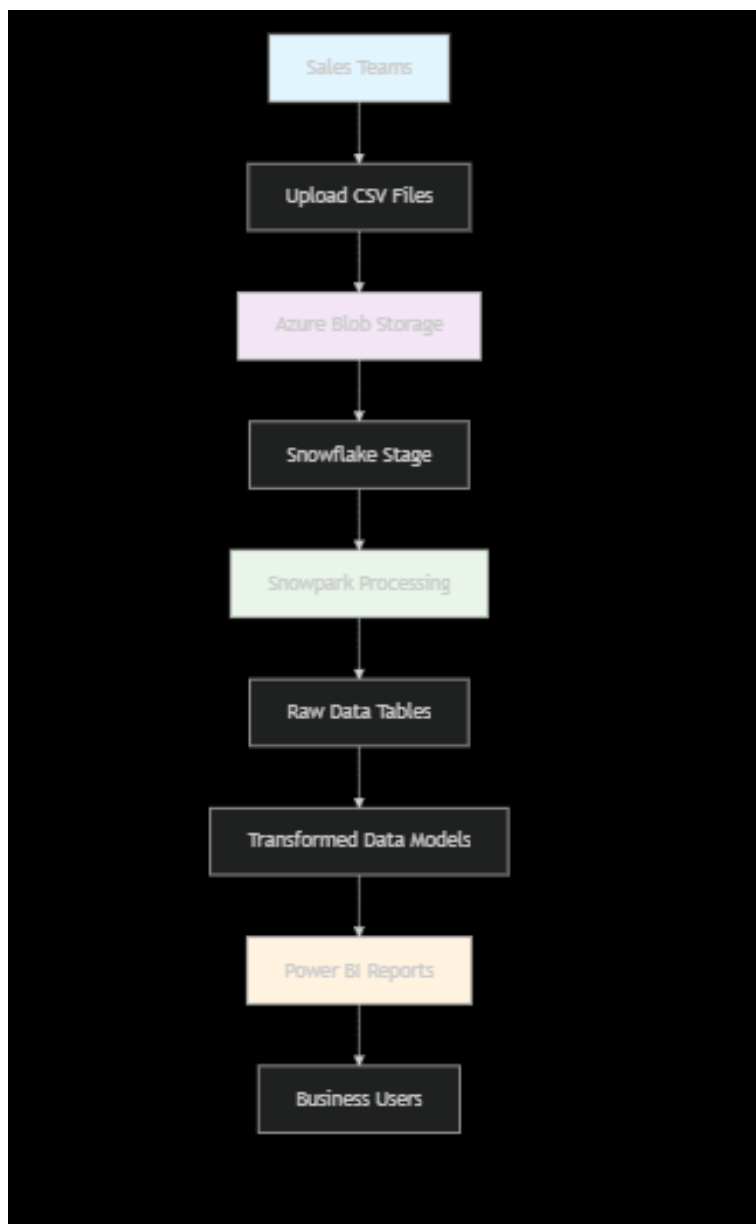 Sales Teams
Upload CSV Files
Azure Blob Storage
Snowflake Stage
Snowpark Processing
Raw Data Tables
Transformed Data Models
Power BI Reports
Business Users